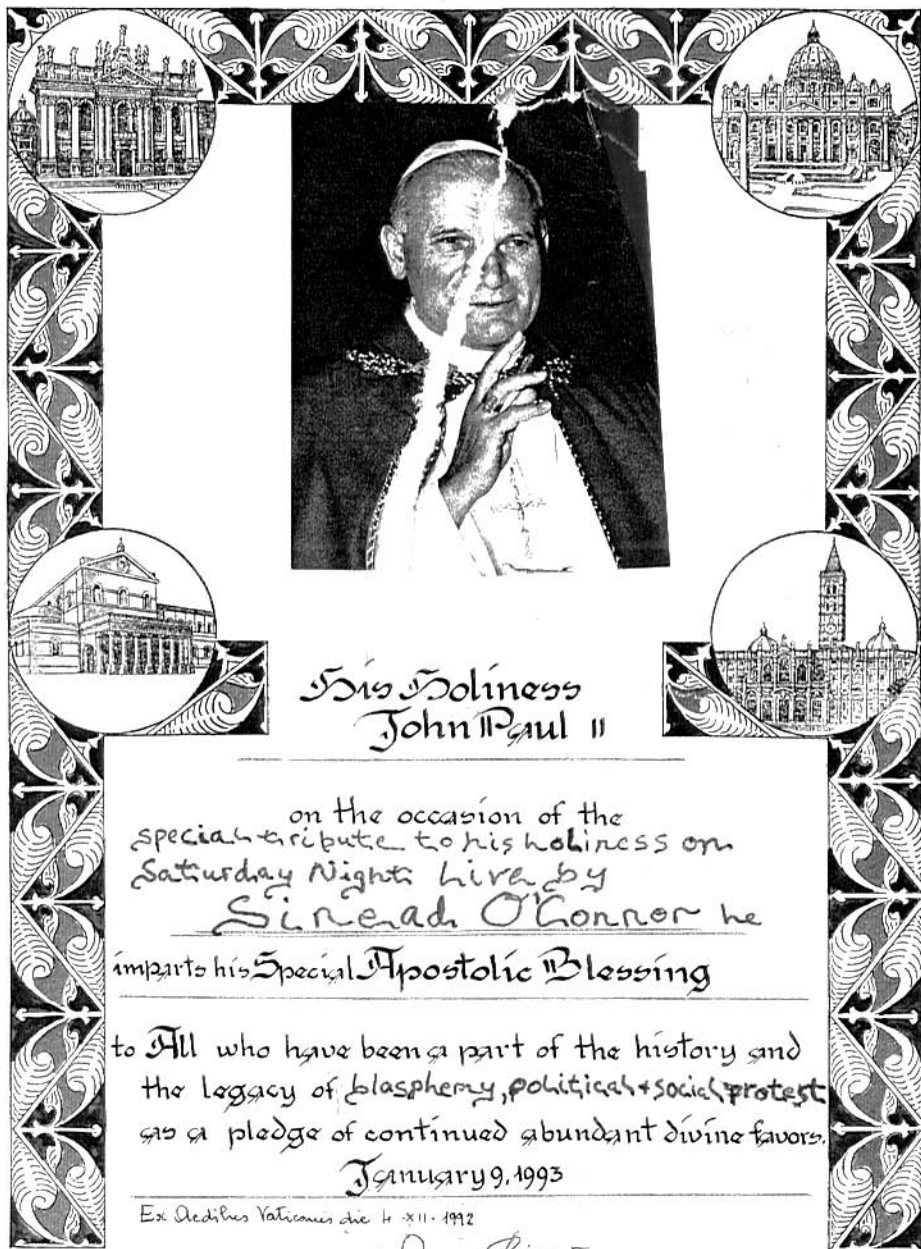 His Holiness
John Paul II
on the occasion of the
special tribute to his holiness on
Saturday Night Live by
Sinead O'Connor he
imparts his Special Apostolic Blessing
to All who have been a part of the history and
the legacy of blasphemy, political + social protest
as a pledge of continued abundant divine favors.
January 9, 1993
Ex Aedibus Vaticanis die 4-XII-1992